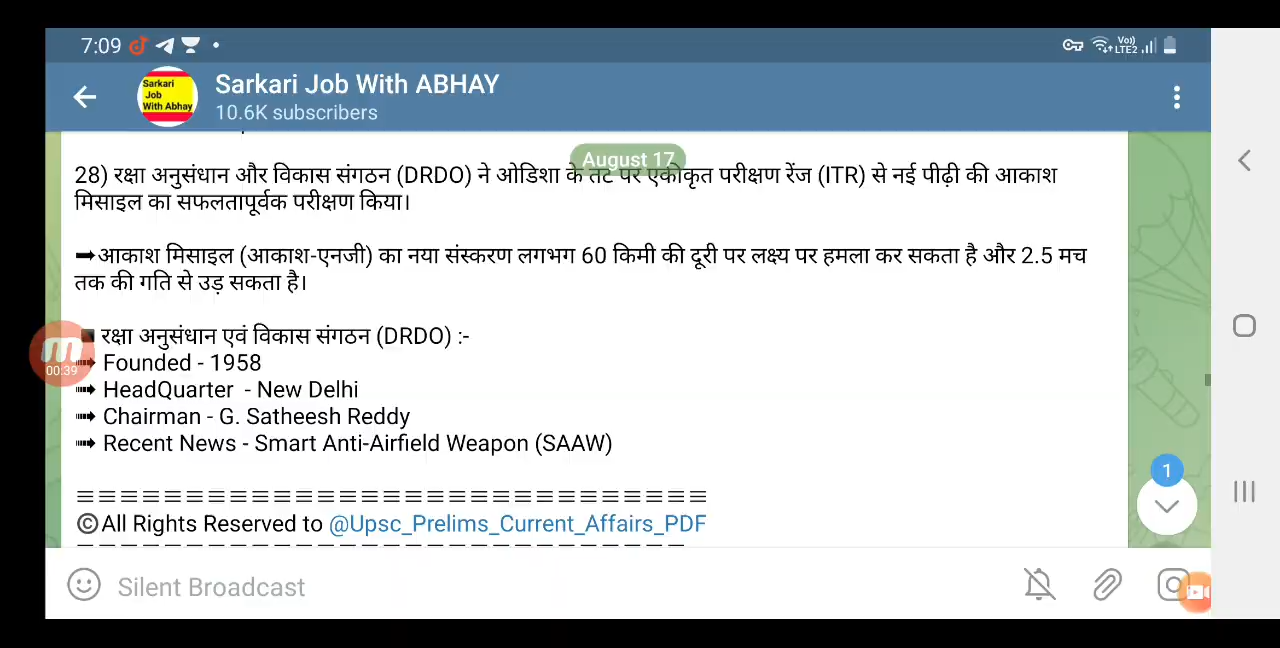 7:09
Vo)) LTE2
Sarkari Job With Abhay
Sarkari Job With ABHAY
10.6K subscribers
August 17
28) रक्षा अनुसंधान और विकास संगठन (DRDO) ने ओडिशा के तट पर एकीकृत परीक्षण रेंज (ITR) से नई पीढ़ी की आकाश
मिसाइल का सफलतापूर्वक परीक्षण किया।
➡आकाश मिसाइल (आकाश-एनजी) का नया संस्करण लगभग 60 किमी की दूरी पर लक्ष्य पर हमला कर सकता है और 2.5 मच
तक की गति से उड़ सकता है।
रक्षा अनुसंधान एवं विकास संगठन (DRDO) :-
➟ Founded - 1958
➟ HeadQuarter - New Delhi
➟ Chairman - G. Satheesh Reddy
➟ Recent News - Smart Anti-Airfield Weapon (SAAW)
00:39
1
©All Rights Reserved to @Upsc_Prelims_Current_Affairs_PDF
Silent Broadcast